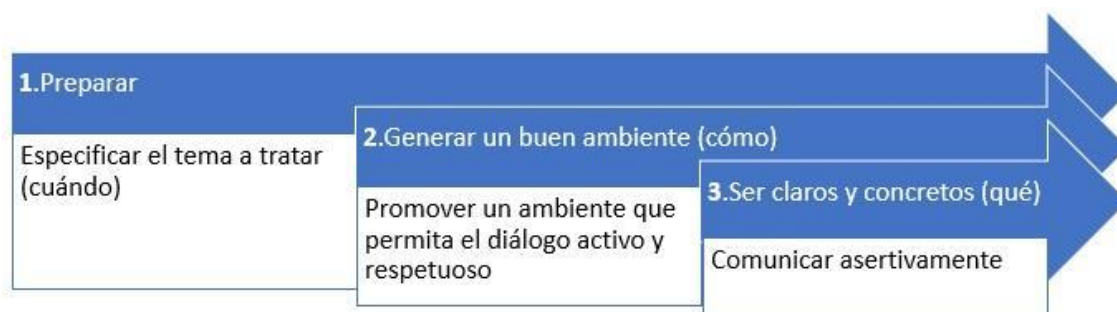 1.Preparar
Especificar el tema a tratar
(cuándo)
2.Generar un buen ambiente (cómo)
Promover un ambiente que
permita el diálogo activo y
respetuoso
3.Ser claros y concretos (qué)
Comunicar asertivamente